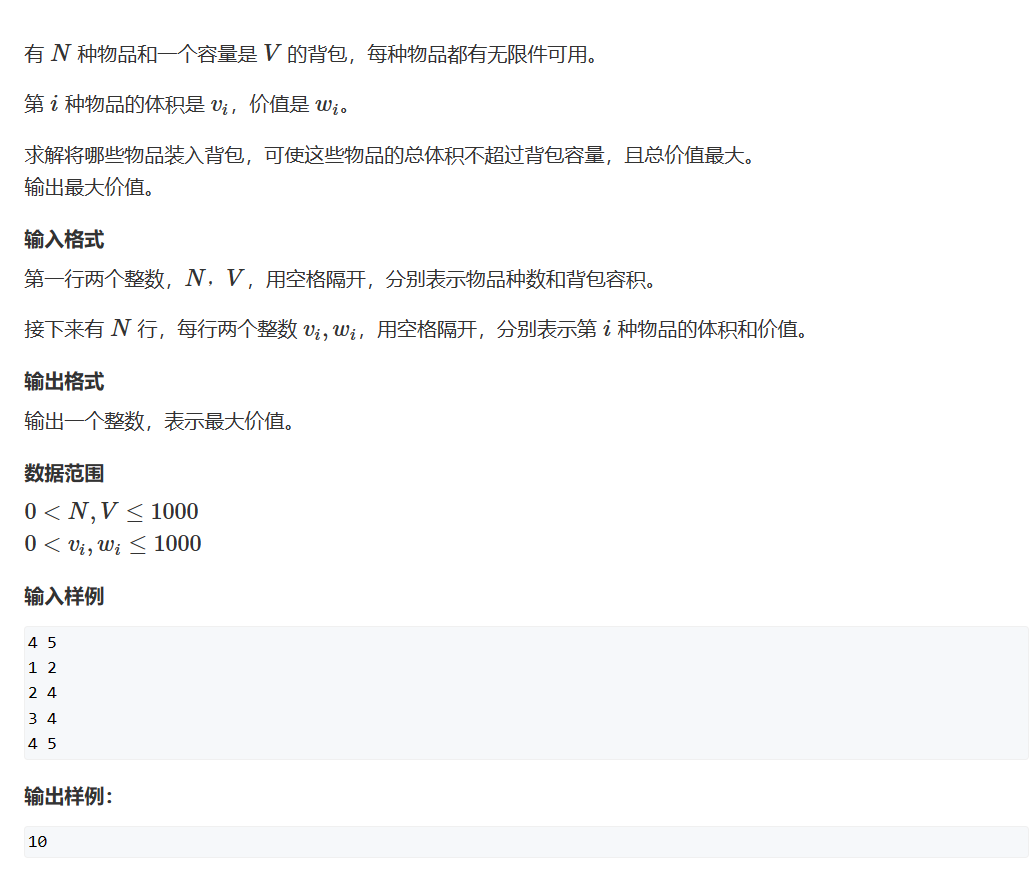 有 N 种物品和一个容量是 V 的背包，每种物品都有无限件可用。
第 i 种物品的体积是 vᵢ，价值是 wᵢ。
求解将哪些物品装入背包，可使这些物品的总体积不超过背包容量，且总价值最大。
输出最大价值。
输入格式
第一行两个整数，N，V，用空格隔开，分别表示物品种数和背包容积。
接下来有 N 行，每行两个整数 vᵢ, wᵢ，用空格隔开，分别表示第 i 种物品的体积和价值。
输出格式
输出一个整数，表示最大价值。
数据范围
0 < N, V ≤ 1000
0 < vᵢ, wᵢ ≤ 1000
输入样例
4 5
1 2
2 4
3 4
4 5
输出样例：
10